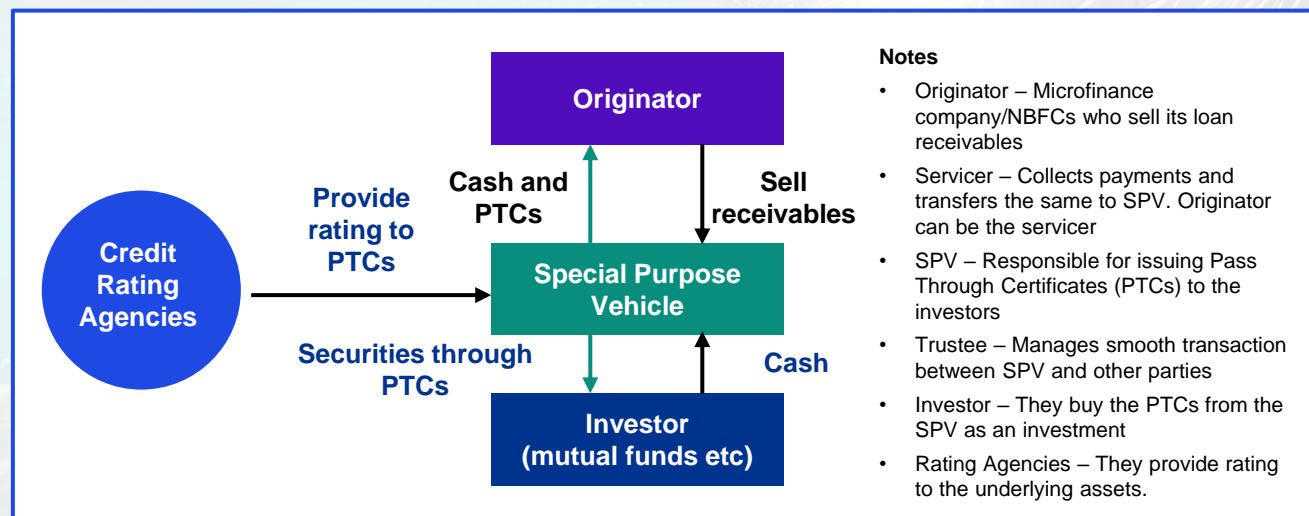 Originator
Cash and
PTCs
Sell
receivables
Provide
rating to
PTCs
Credit
Rating
Agencies
Special Purpose
Vehicle
Securities through
PTCs
Cash
Investor
(mutual funds etc)
Notes
• Originator – Microfinance
company/NBFCs who sell its loan
receivables
• Servicer – Collects payments and
transfers the same to SPV. Originator
can be the servicer
• SPV – Responsible for issuing Pass
Through Certificates (PTCs) to the
investors
• Trustee – Manages smooth transaction
between SPV and other parties
• Investor – They buy the PTCs from the
SPV as an investment
• Rating Agencies – They provide rating
to the underlying assets.